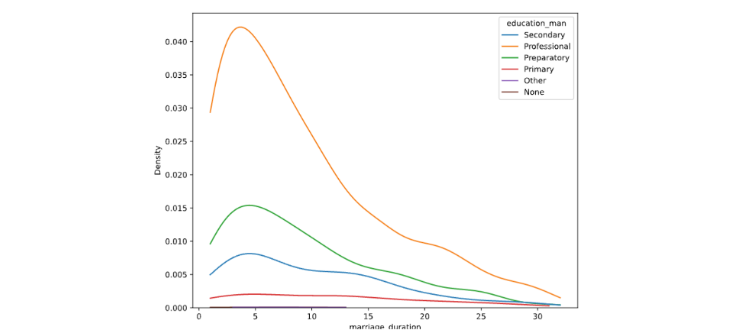 education_man
Secondary
Professional
Preparatory
Primary
Other
None
0.040
0.035
0.030
0.025
0.020
0.015
0.010
0.005
0.000
Density
0 5 10 15 20 25 30
marriage_duration